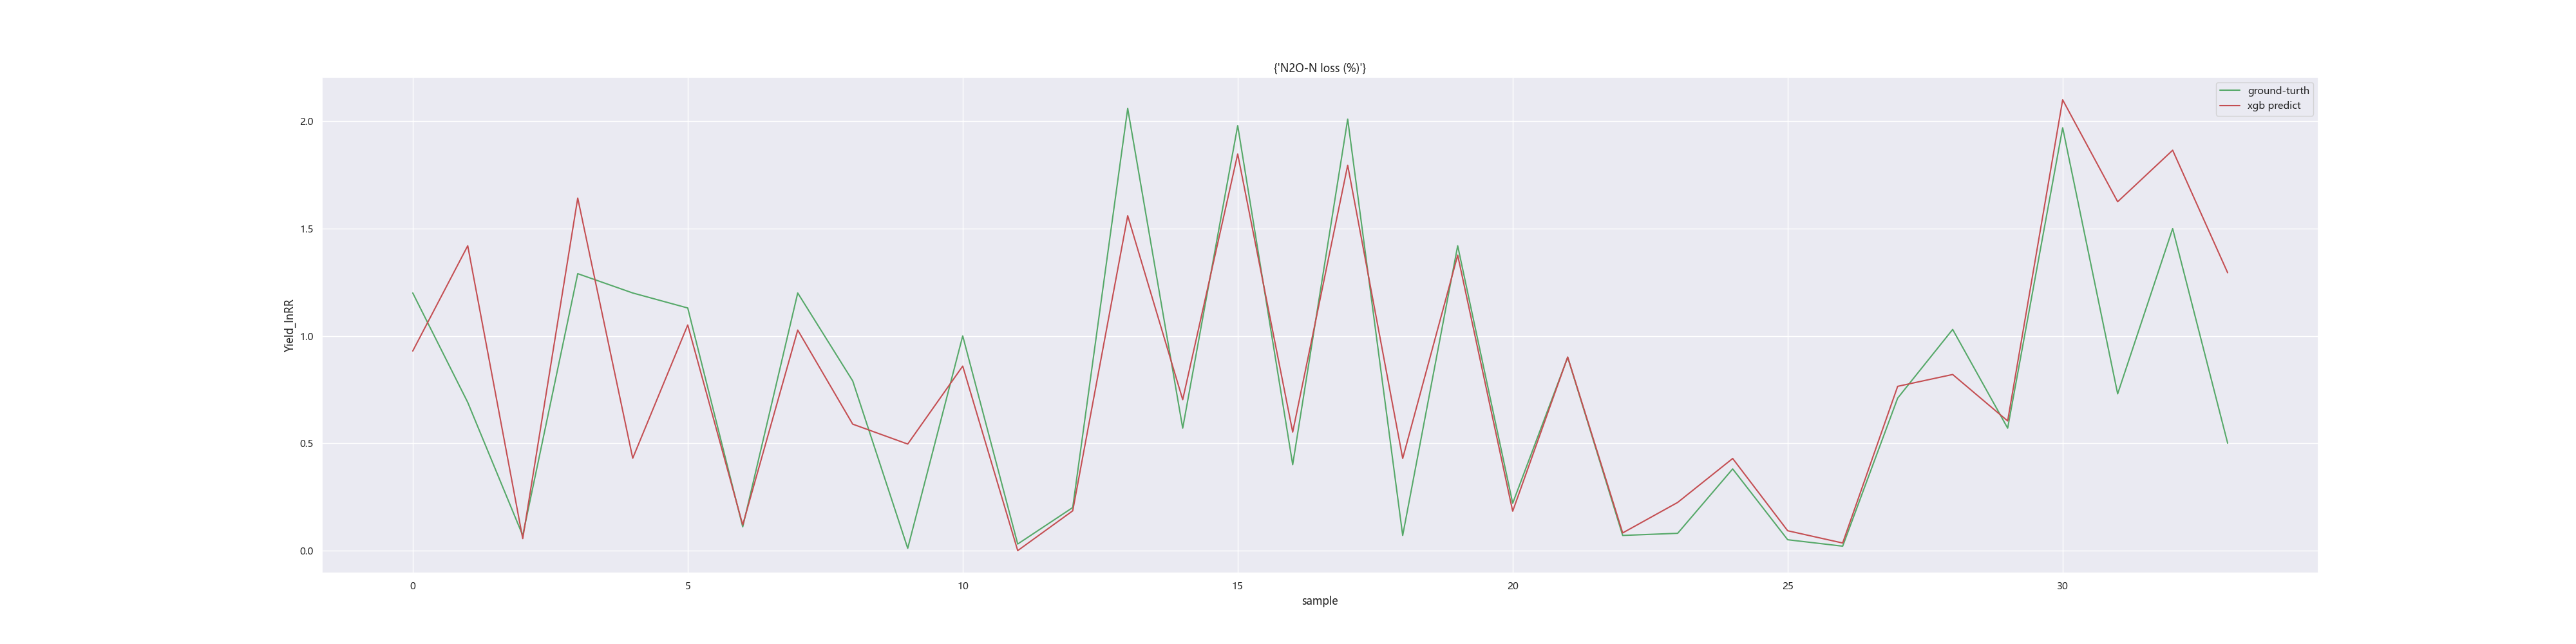 {'N2O-N loss (%)'}
ground-turth
xgb predict
Yield_lnRR
2.0
1.5
1.0
0.5
0.0
0 5 10 15 20 25 30
sample